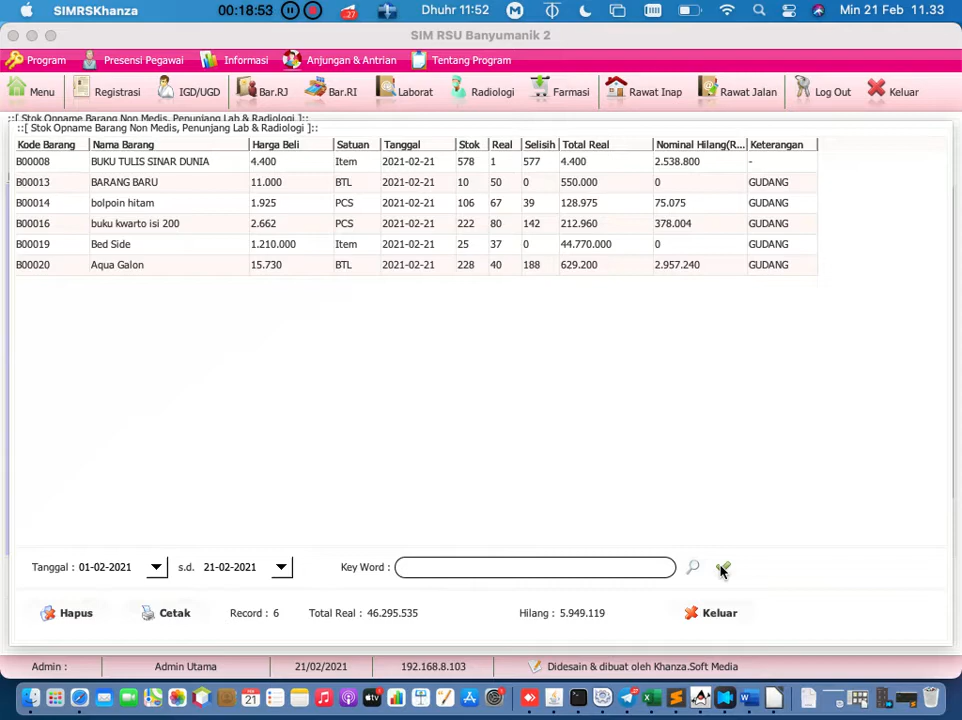 SIMRSKhanza 00:18:53 27 Dhuhr 11:52 Min 21 Feb 11.33
SIM RSU Banyumanik 2
Program Presensi Pegawai Informasi Anjungan & Antrian Tentang Program
Menu Registrasi IGD/UGD Bar.RJ Bar.RI Laborat Radiologi Farmasi Rawat Inap Rawat Jalan Log Out Keluar
::[ Stok Opname Barang Non Medis, Penunjang Lab & Radiologi ]::
::[ Stok Opname Barang Non Medis, Penunjang Lab & Radiologi ]::
Kode Barang Nama Barang Harga Beli Satuan Tanggal Stok Real Selisih Total Real Nominal Hilang(R... Keterangan
B00008 BUKU TULIS SINAR DUNIA 4.400 Item 2021-02-21 578 1 577 4.400 2.538.800 -
B00013 BARANG BARU 11.000 BTL 2021-02-21 10 50 0 550.000 0 GUDANG
B00014 bolpoin hitam 1.925 PCS 2021-02-21 106 67 39 128.975 75.075 GUDANG
B00016 buku kwarto isi 200 2.662 PCS 2021-02-21 222 80 142 212.960 378.004 GUDANG
B00019 Bed Side 1.210.000 Item 2021-02-21 25 37 0 44.770.000 0 GUDANG
B00020 Aqua Galon 15.730 BTL 2021-02-21 228 40 188 629.200 2.957.240 GUDANG
Tanggal : 01-02-2021 s.d. 21-02-2021 Key Word :
Hapus Cetak Record : 6 Total Real : 46.295.535 Hilang : 5.949.119 Keluar
Admin : Admin Utama 21/02/2021 192.168.8.103 Didesain & dibuat oleh Khanza.Soft Media